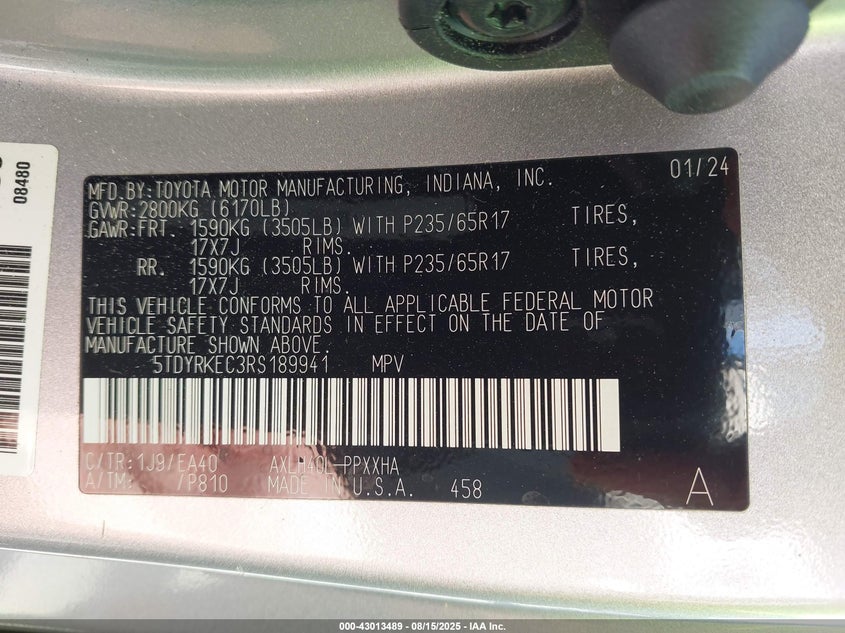 MFD.BY:TOYOTA MOTOR MANUFACTURING, INDIANA, INC. 01/24
GVWR:2800KG (6170LB)
GAWR:FRT. 1590KG (3505LB) WITH P235/65R17 TIRES,
17X7J RIMS.
RR. 1590KG (3505LB) WITH P235/65R17 TIRES,
17X7J RIMS.
THIS VEHICLE CONFORMS TO ALL APPLICABLE FEDERAL MOTOR
VEHICLE SAFETY STANDARDS IN EFFECT ON THE DATE OF
MANUFACTURE SHOWN ABOVE.
5TDYRKEC3RS189941 MPV
C/TR:1J9/EA40 AXLH40L-PPXXHA
A/TM: /P810 MADE IN U.S.A. 458 A
08480
000-43013489 - 08/15/2025 - IAA Inc.